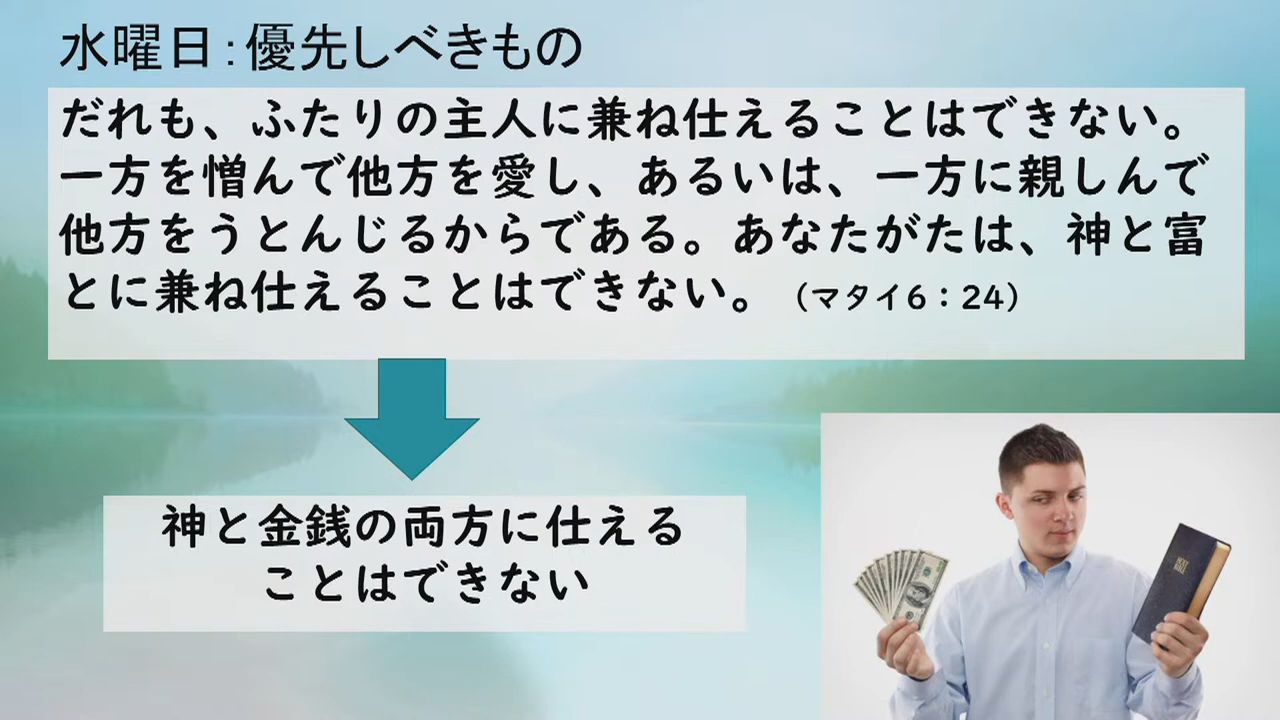 水曜日：優先しべきもの
だれも、ふたりの主人に兼ね仕えることはできない。
一方を憎んで他方を愛し、あるいは、一方に親しんで
他方をうとんじるからである。あなたがたは、神と富
とに兼ね仕えることはできない。（マタイ6：24）
神と金銭の両方に仕える
ことはできない
HOLY
BIBLE